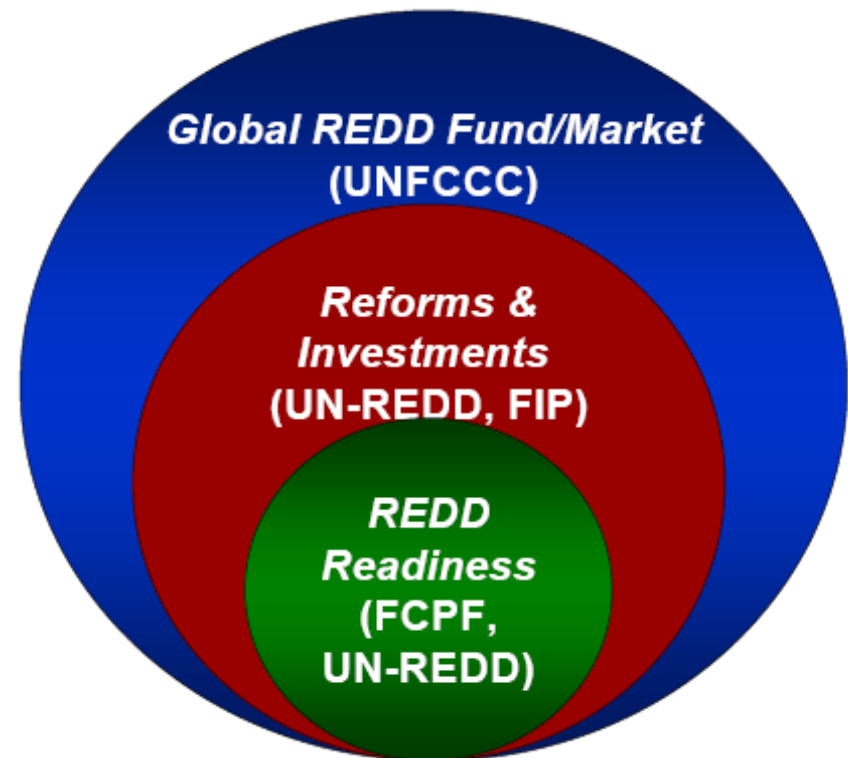 Global REDD Fund/Market
(UNFCCC)
Reforms &
Investments
(UN-REDD, FIP)
REDD
Readiness
(FCPF,
UN-REDD)